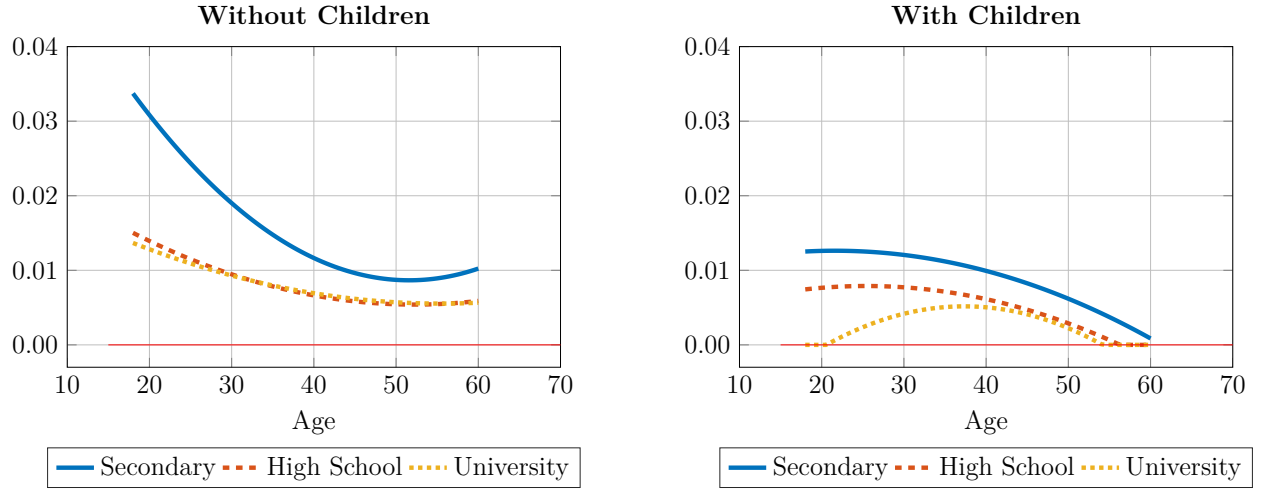 Without Children
0.04
0.03
0.02
0.01
0.00
10 20 30 40 50 60 70
Age
Secondary High School University
With Children
0.04
0.03
0.02
0.01
0.00
10 20 30 40 50 60 70
Age
Secondary High School University